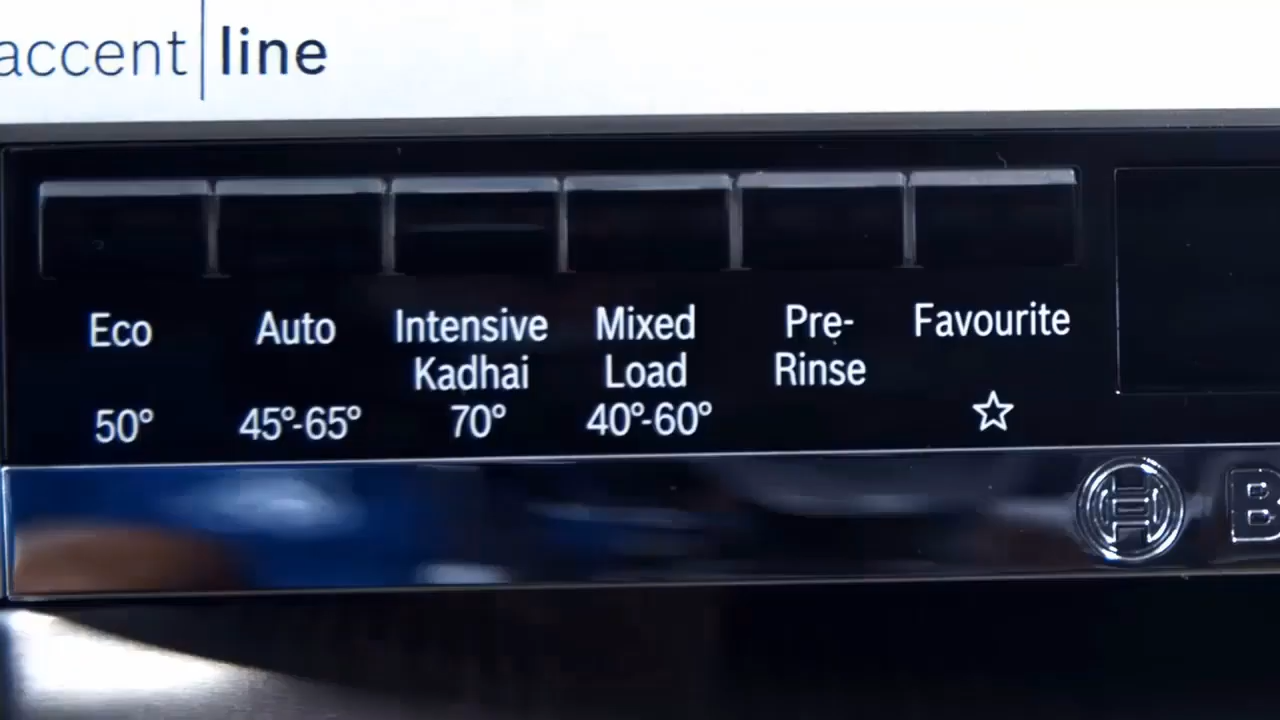 accent line
Eco
50°
Auto
45°-65°
Intensive
Kadhai
70°
Mixed
Load
40°-60°
Pre-
Rinse
Favourite